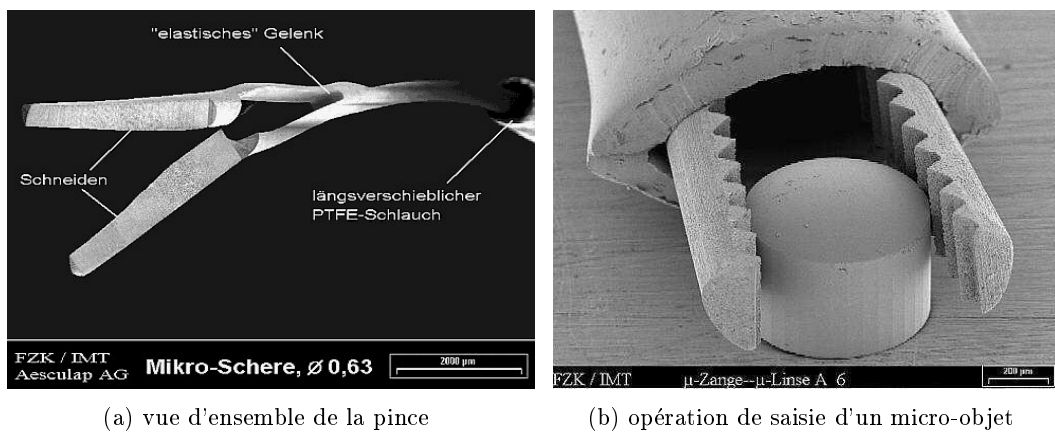 "elastisches" Gelenk
Schneiden
längsverschieblicher
PTFE-Schlauch
FZK / IMT
Aesculap AG
Mikro-Schere, ⌀ 0,63
2000 µm
FZK / IMT
µ-Zange--µ-Linse A 6
200 µm
(a) vue d'ensemble de la pince
(b) opération de saisie d'un micro-objet